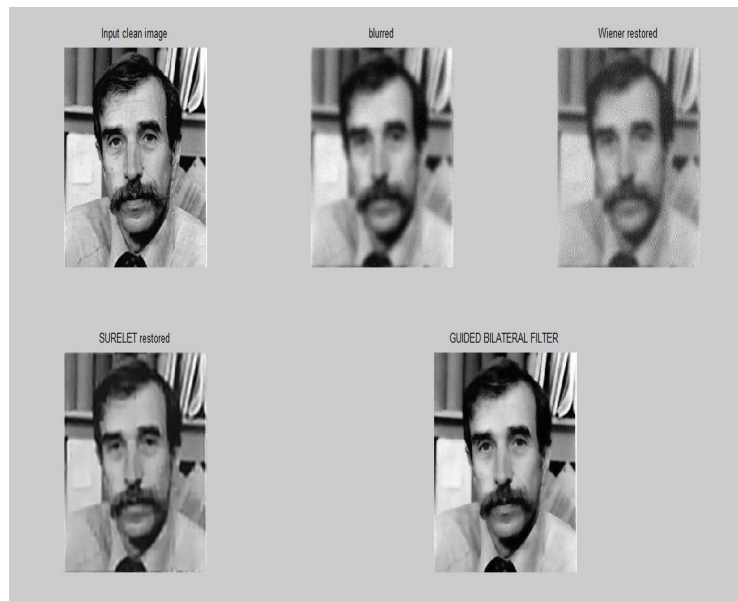 Input clean image
blurred
Wiener restored
SURELET restored
GUIDED BILATERAL FILTER